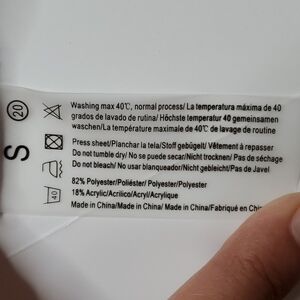 20
S
Washing max 40℃, normal process/ La temperatura máxima de 40
grados de lavado de rutina/ Höchste temperatur 40 gemeinsamen
waschen/La température maximale de 40℃ de lavage de routine
Press sheet/Planchar la tela/Stoff gebügelt/ Vêtement à repasser
Do not tumble dry/ No se puede secar/Nicht trocknen/ Pas de séchage
Do not bleach/ No usar blanqueador/Nicht gebleicht/ Pas de Javel
40
82% Polyester/Poliéster/ Polyester/Polyester
18% Acrylic/Acrílico/ Acryl/Acrylique
Made in China/ Made in China/ Made in China/Fabriqué en Chin